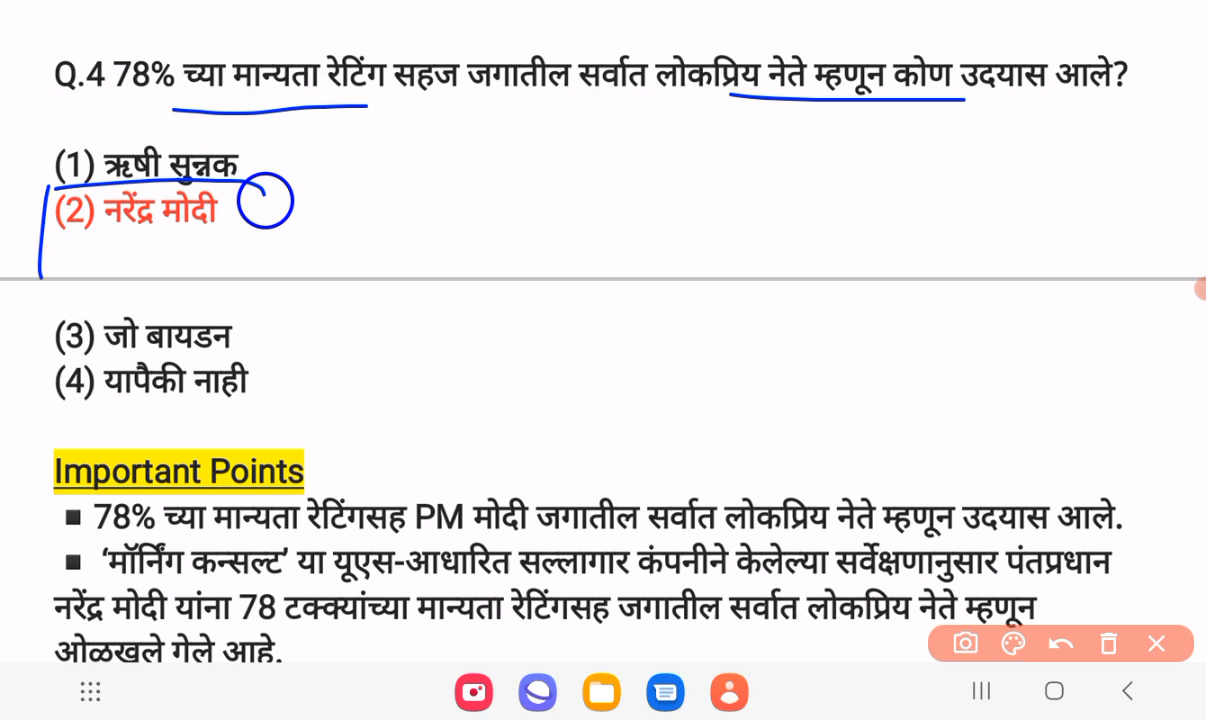 Q.4 78% च्या मान्यता रेटिंग सहज जगातील सर्वात लोकप्रिय नेते म्हणून कोण उदयास आले?
(1) ऋषी सुन्नक
(2) नरेंद्र मोदी
(3) जो बायडन
(4) यापैकी नाही
Important Points
▪ 78% च्या मान्यता रेटिंगसह PM मोदी जगातील सर्वात लोकप्रिय नेते म्हणून उदयास आले.
▪ ‘मॉर्निंग कन्सल्ट’ या यूएस-आधारित सल्लागार कंपनीने केलेल्या सर्वेक्षणानुसार पंतप्रधान
नरेंद्र मोदी यांना 78 टक्क्यांच्या मान्यता रेटिंगसह जगातील सर्वात लोकप्रिय नेते म्हणून
ओळखले गेले आहे.